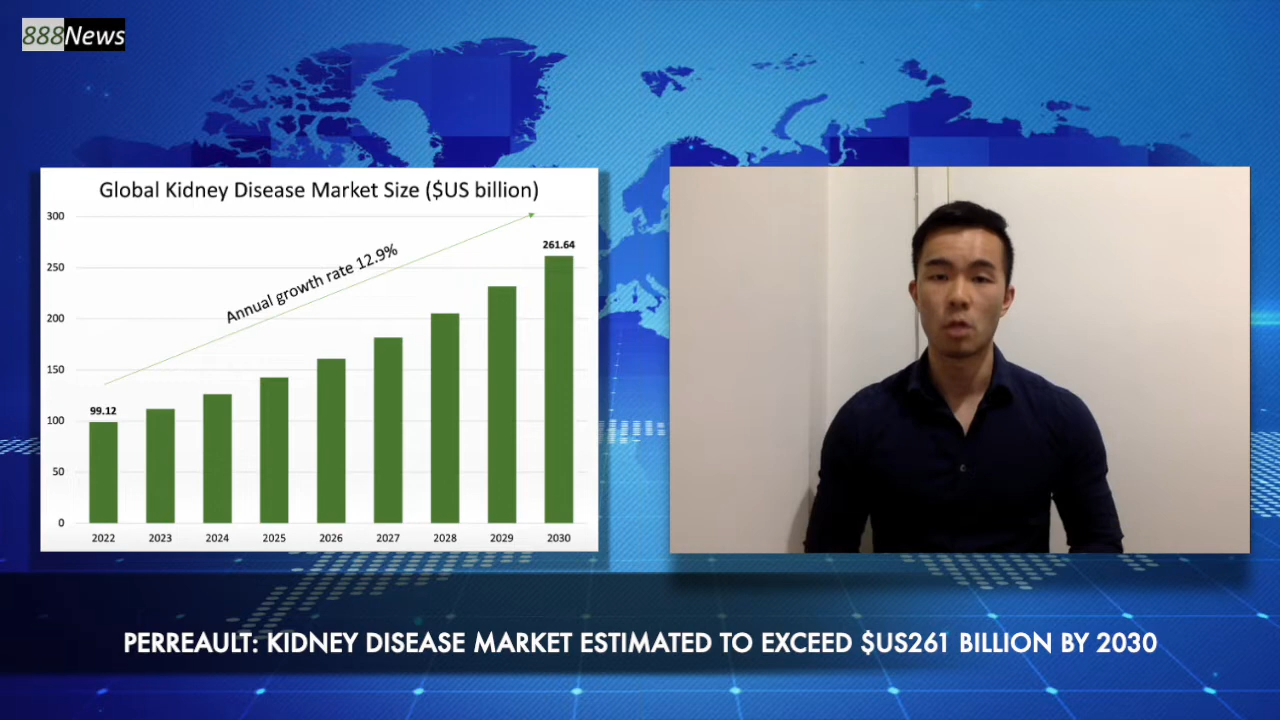 888News
Global Kidney Disease Market Size ($US billion)
300
250
200
150
100
50
0
Annual growth rate 12.9%
99.12
261.64
2022 2023 2024 2025 2026 2027 2028 2029 2030
PERREAULT: KIDNEY DISEASE MARKET ESTIMATED TO EXCEED $US261 BILLION BY 2030